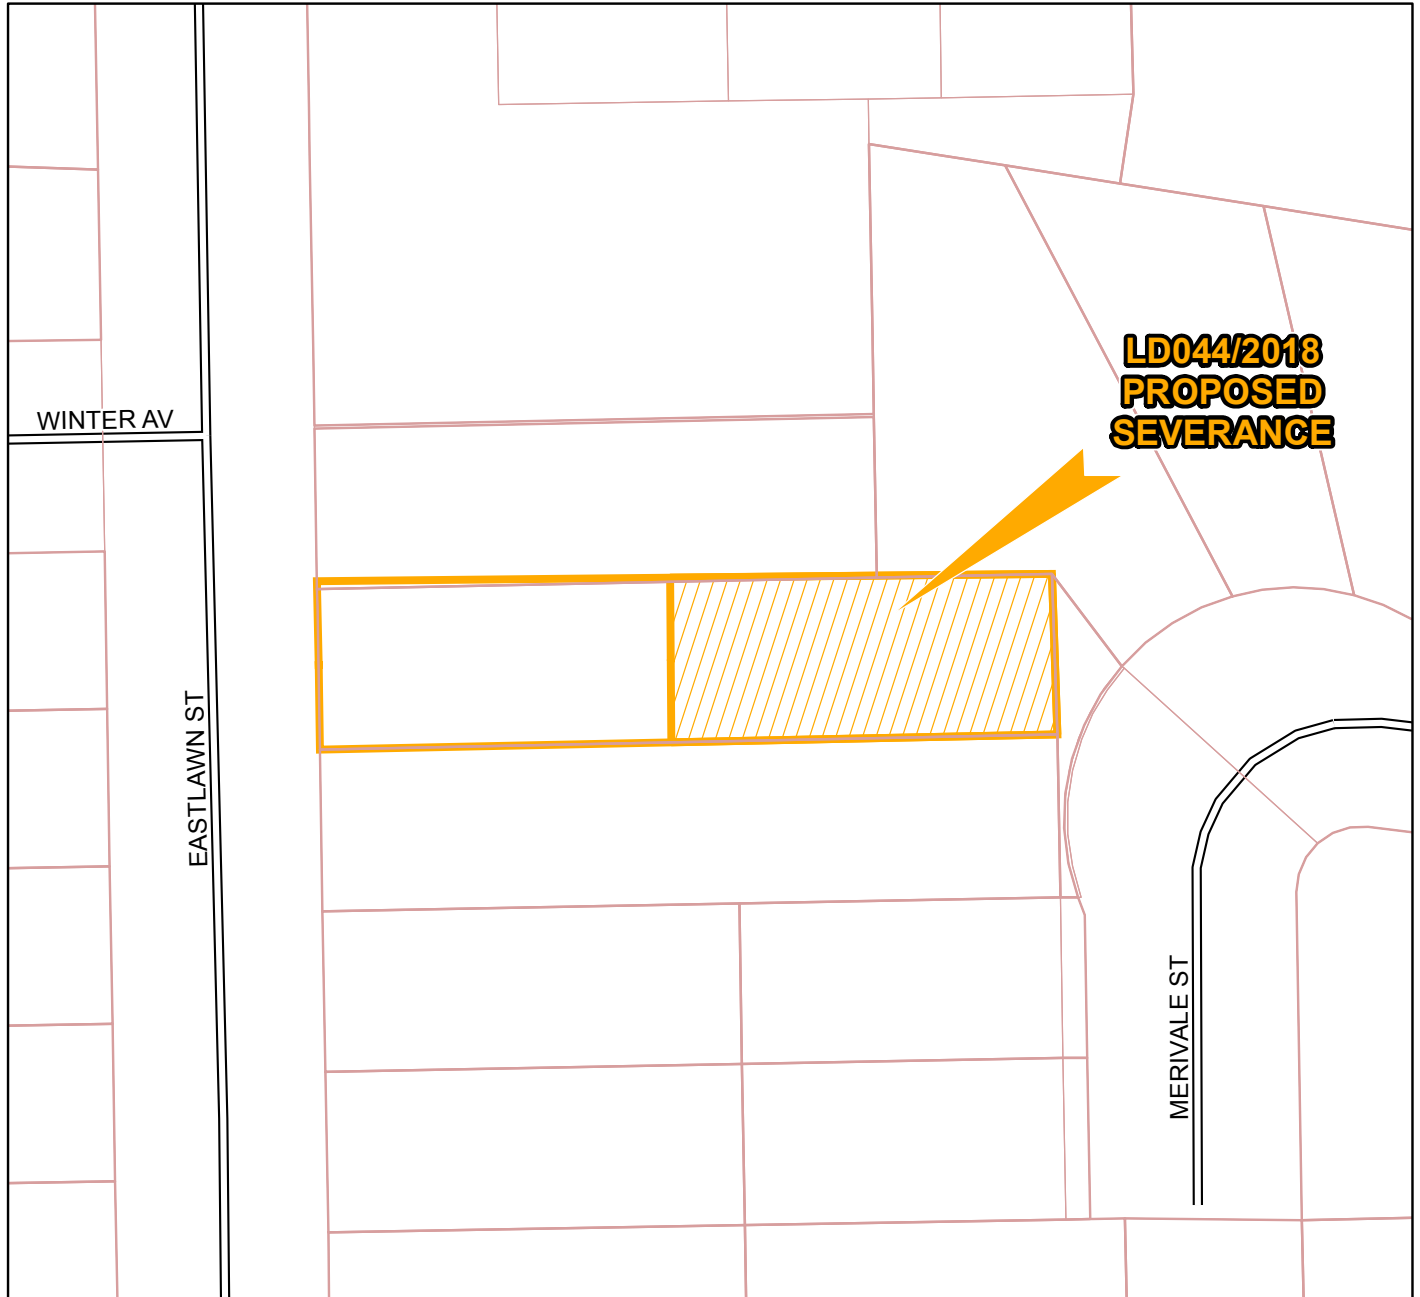 LD044/2018
PROPOSED
SEVERANCE
WINTER AV
EASTLAWN ST
MERIVALE ST